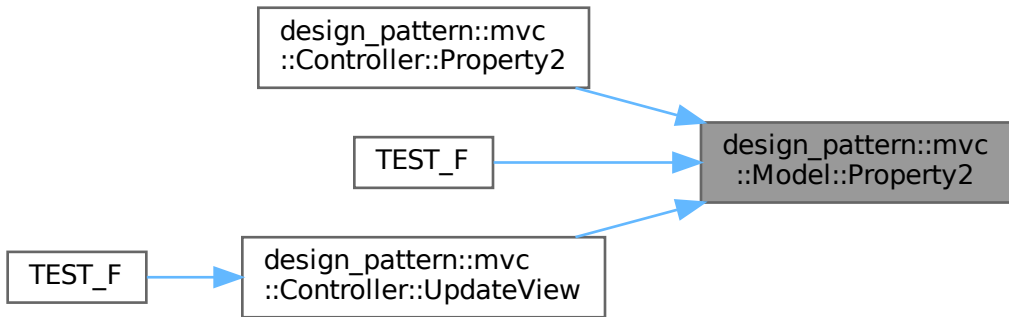 design_pattern::mvc
::Controller::Property2
TEST_F
design_pattern::mvc
::Model::Property2
TEST_F
design_pattern::mvc
::Controller::UpdateView